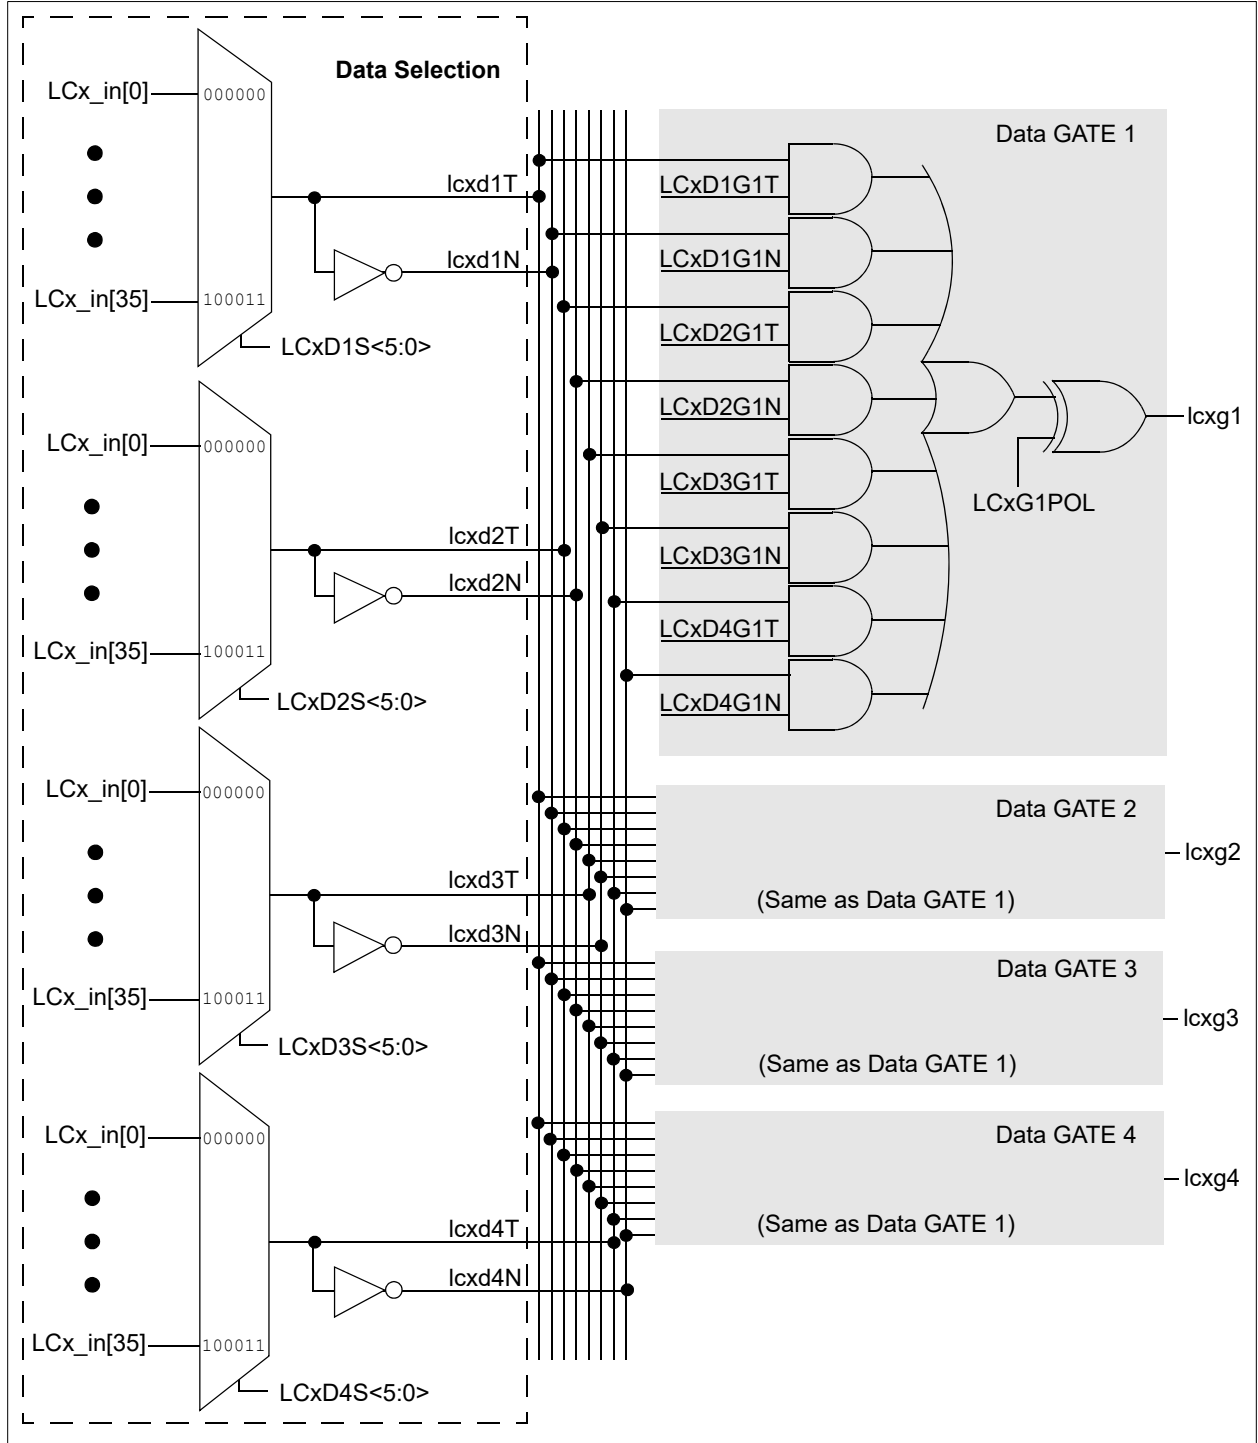 Data Selection
LCx_in[0]
000000
LCx_in[35]
100011
LCxD1S<5:0>
lcxd1T
lcxd1N
LCx_in[0]
000000
LCx_in[35]
100011
LCxD2S<5:0>
lcxd2T
lcxd2N
LCx_in[0]
000000
LCx_in[35]
100011
LCxD3S<5:0>
lcxd3T
lcxd3N
LCx_in[0]
000000
LCx_in[35]
100011
LCxD4S<5:0>
lcxd4T
lcxd4N
Data GATE 1
LCxD1G1T
LCxD1G1N
LCxD2G1T
LCxD2G1N
LCxD3G1T
LCxD3G1N
LCxD4G1T
LCxD4G1N
LCxG1POL
lcxg1
Data GATE 2
(Same as Data GATE 1)
lcxg2
Data GATE 3
(Same as Data GATE 1)
lcxg3
Data GATE 4
(Same as Data GATE 1)
lcxg4